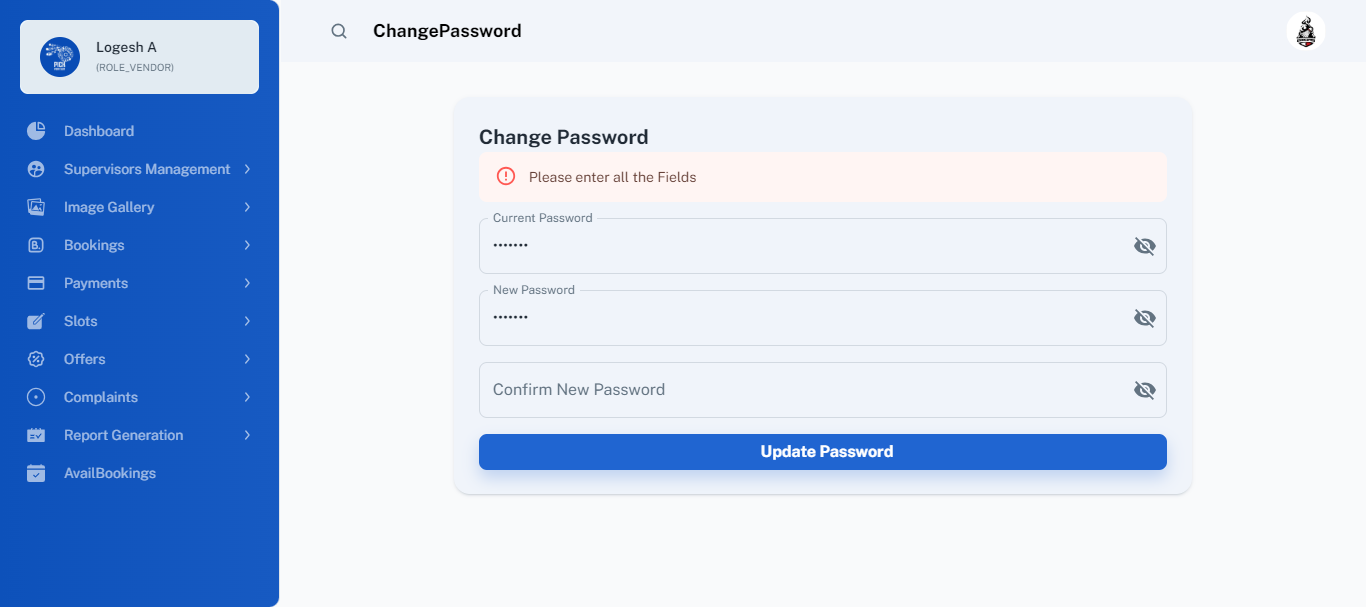 Logesh A
(ROLE_VENDOR)
Dashboard
Supervisors Management
Image Gallery
Bookings
Payments
Slots
Offers
Complaints
Report Generation
AvailBookings
ChangePassword
Change Password
Please enter all the Fields
Current Password
•••••••
New Password
•••••••
Confirm New Password
Update Password